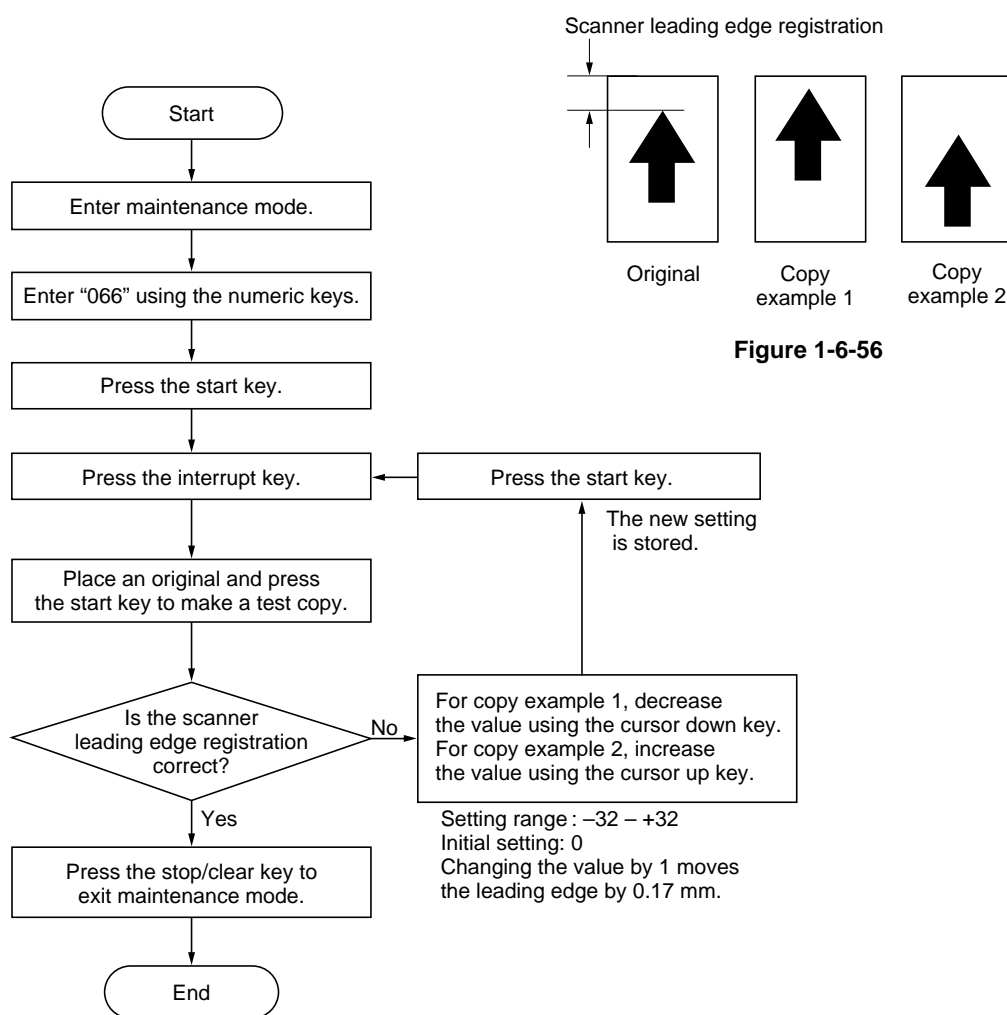 Scanner leading edge registration
Original
Copy
example 1
Copy
example 2
Figure 1-6-56
Start
Enter maintenance mode.
Enter “066” using the numeric keys.
Press the start key.
Press the interrupt key.
Press the start key.
The new setting
is stored.
Place an original and press
the start key to make a test copy.
Is the scanner
leading edge registration
correct?
No
For copy example 1, decrease
the value using the cursor down key.
For copy example 2, increase
the value using the cursor up key.
Setting range : –32 – +32
Initial setting: 0
Changing the value by 1 moves
the leading edge by 0.17 mm.
Yes
Press the stop/clear key to
exit maintenance mode.
End